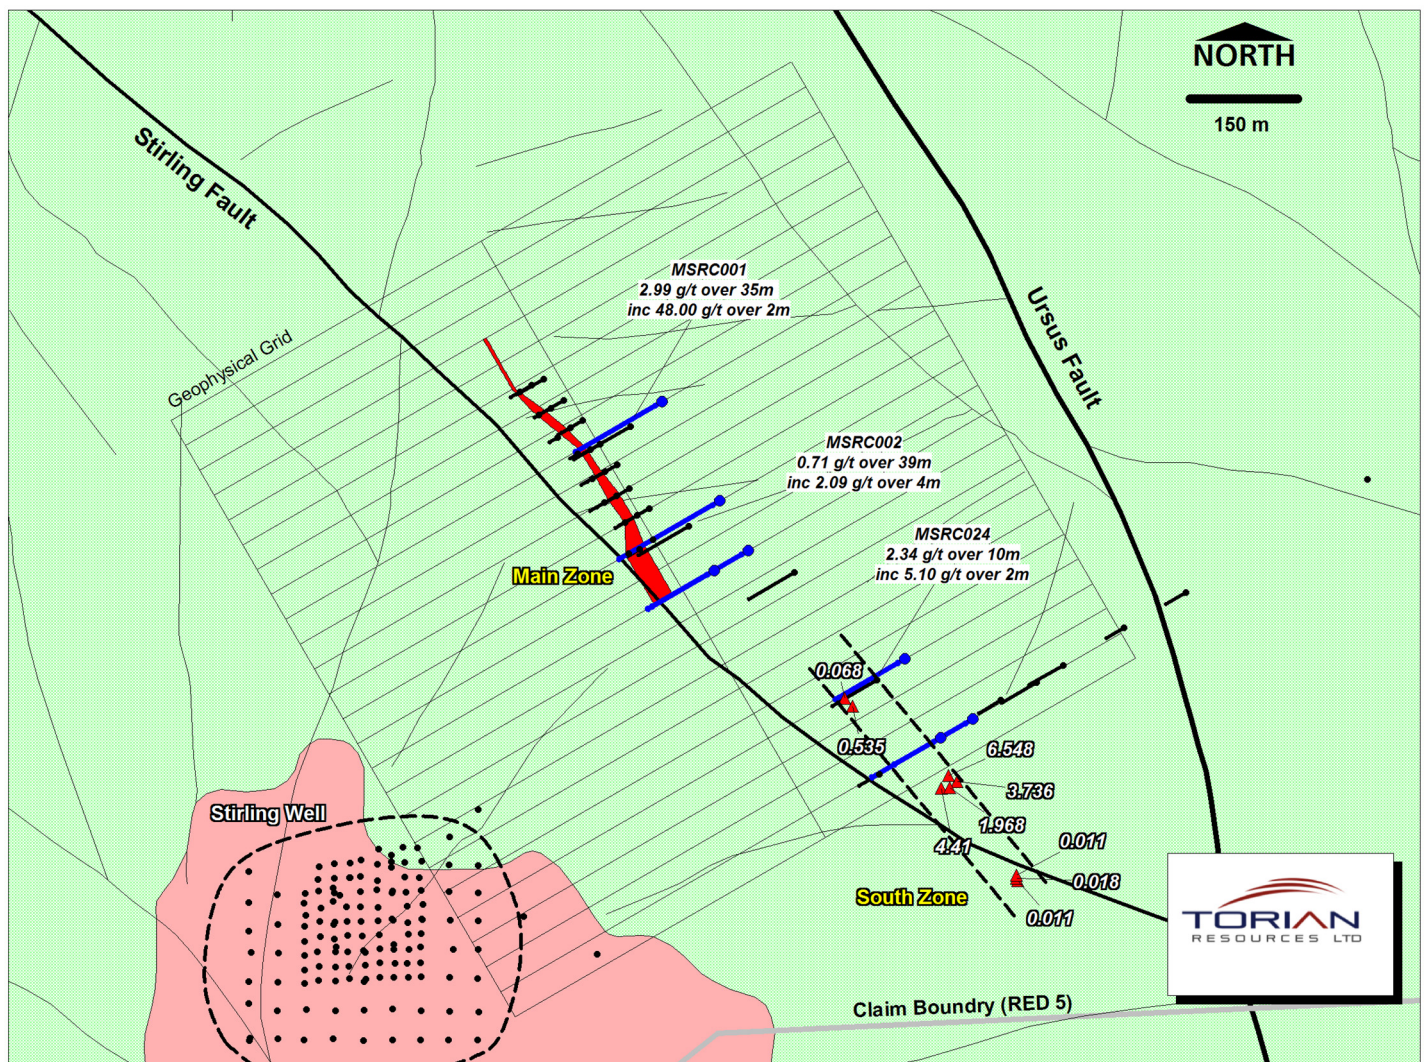 NORTH
150 m
Stirling Fault
Ursus Fault
Geophysical Grid
MSRC001
2.99 g/t over 35m
inc 48.00 g/t over 2m
MSRC002
0.71 g/t over 39m
inc 2.09 g/t over 4m
MSRC024
2.34 g/t over 10m
inc 5.10 g/t over 2m
Main Zone
0.068
0.535
6.548
3.736
1.968
4.41
0.011
0.018
0.011
South Zone
Stirling Well
TORIAN
RESOURCES LTD
Claim Boundry (RED 5)